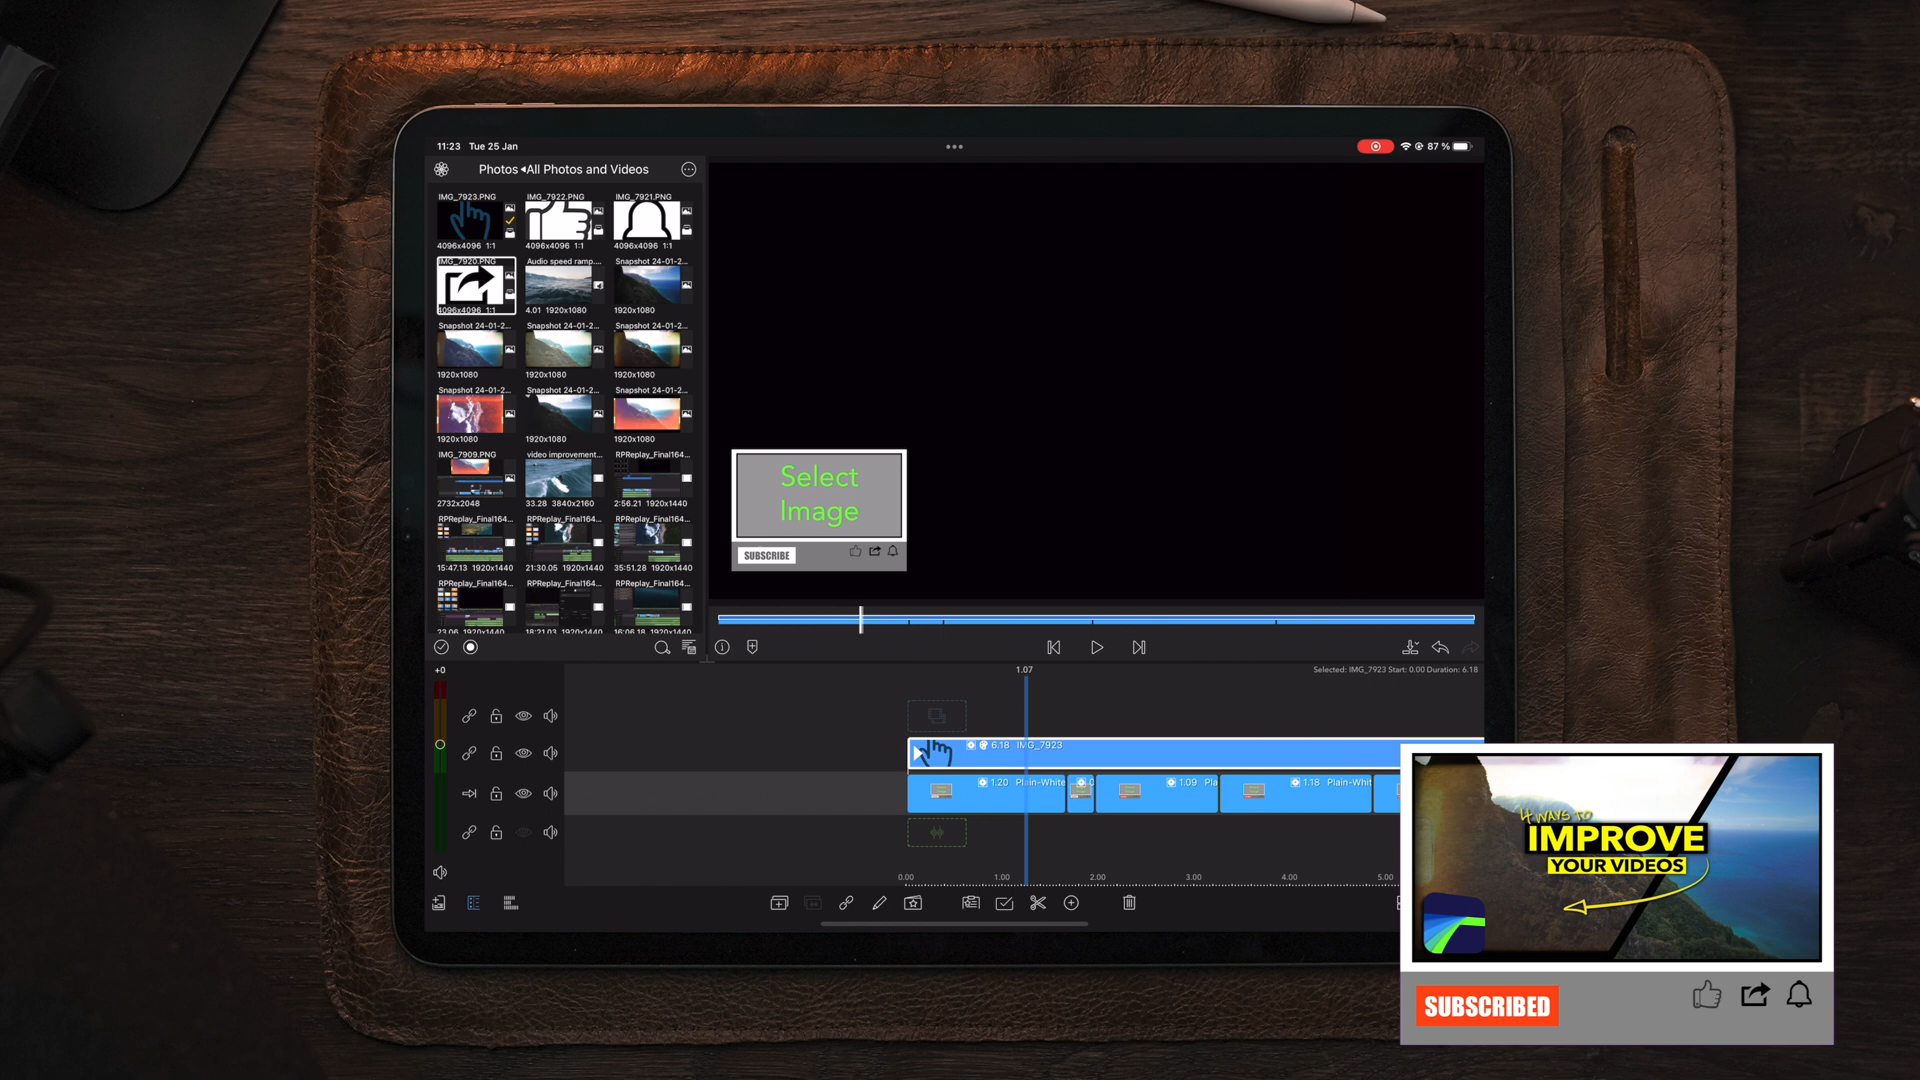 11:23 Tue 25 Jan
87 %
Photos ◂All Photos and Videos
IMG_7923.PNG IMG_7922.PNG IMG_7921.PNG
4096x4096 1:1 4096x4096 1:1 4096x4096 1:1
IMG_7920.PNG Audio speed ramp.... Snapshot 24-01-2...
4096x4096 1:1 4.01 1920x1080 1920x1080
Snapshot 24-01-2... Snapshot 24-01-2... Snapshot 24-01-2...
1920x1080 1920x1080 1920x1080
Snapshot 24-01-2... Snapshot 24-01-2... Snapshot 24-01-2...
1920x1080 1920x1080 1920x1080
IMG_7909.PNG video improvement... RPReplay_Final164...
2732x2048 33.28 3840x2160 2:56.21 1920x1440
RPReplay_Final164... RPReplay_Final164... RPReplay_Final164...
15:47.13 1920x1440 21:30.05 1920x1440 35:51.28 1920x1440
RPReplay_Final164... RPReplay_Final164... RPReplay_Final164...
23.06 1920x1440 18:21.03 1920x1440 16:06.18 1920x1440
Select
Image
SUBSCRIBE
+0
1.07
Selected: IMG_7923 Start: 0.00 Duration: 6.18
6.18 IMG_7923
1.20 Plain-White 1.09 Pla 1.18 Plain-Whit
0.00 1.00 2.00 3.00 4.00 5.00
4 WAYS TO
IMPROVE
YOUR VIDEOS
SUBSCRIBED